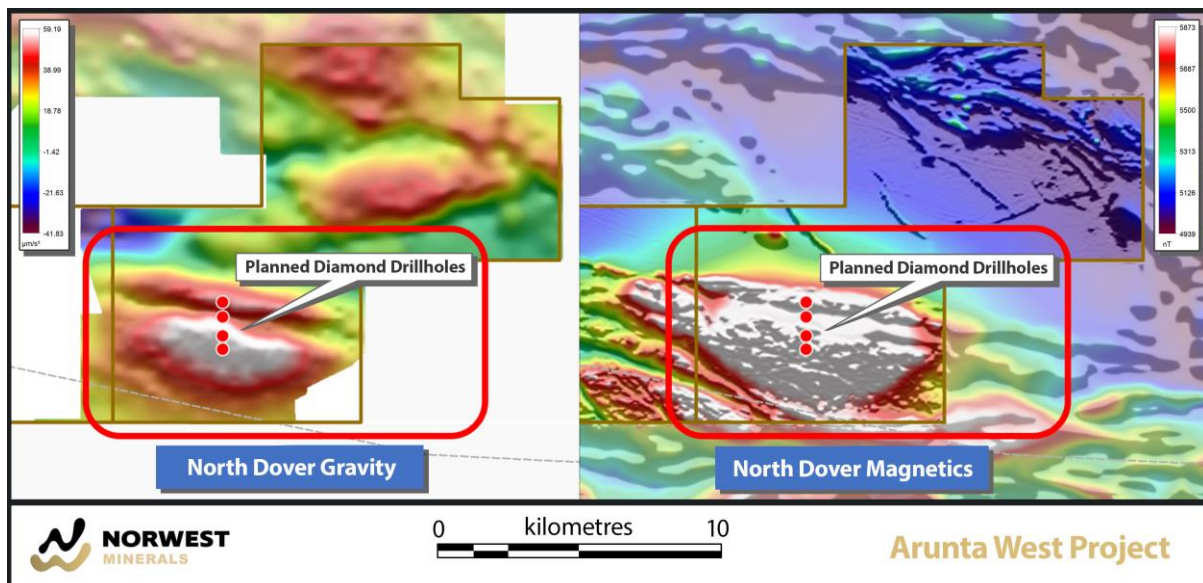 59.19
38.99
18.78
-1.42
-21.63
-41.83
µm/s²
Planned Diamond Drillholes
North Dover Gravity
5873
5687
5500
5313
5126
4939
nT
Planned Diamond Drillholes
North Dover Magnetics
NORWEST
MINERALS
0 kilometres 10
Arunta West Project